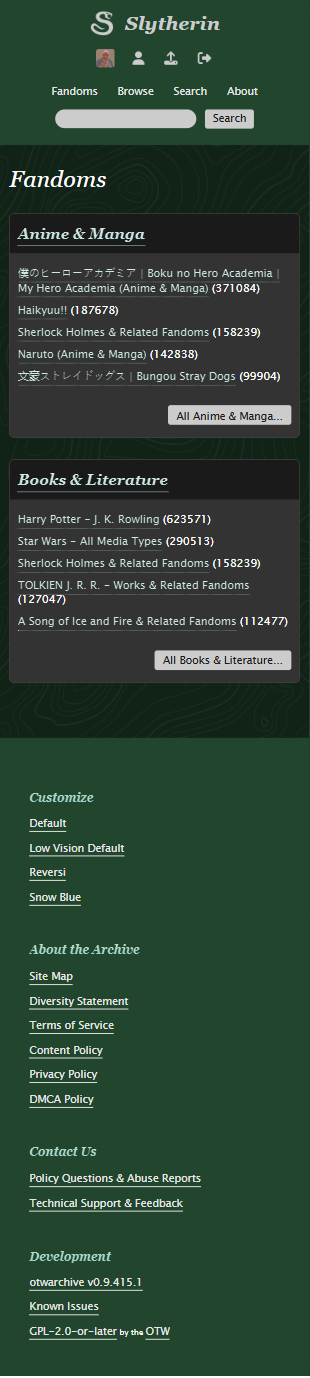 Slytherin
Fandoms Browse Search About
Search
Fandoms
Anime & Manga
僕のヒーローアカデミア | Boku no Hero Academia |
My Hero Academia (Anime & Manga) (371084)
Haikyuu!! (187678)
Sherlock Holmes & Related Fandoms (158239)
Naruto (Anime & Manga) (142838)
文豪ストレイドッグス | Bungou Stray Dogs (99904)
All Anime & Manga...
Books & Literature
Harry Potter - J. K. Rowling (623571)
Star Wars - All Media Types (290513)
Sherlock Holmes & Related Fandoms (158239)
TOLKIEN J. R. R. - Works & Related Fandoms
(127047)
A Song of Ice and Fire & Related Fandoms (112477)
All Books & Literature...
Customize
Default
Low Vision Default
Reversi
Snow Blue
About the Archive
Site Map
Diversity Statement
Terms of Service
Content Policy
Privacy Policy
DMCA Policy
Contact Us
Policy Questions & Abuse Reports
Technical Support & Feedback
Development
otwarchive v0.9.415.1
Known Issues
GPL-2.0-or-later by the OTW